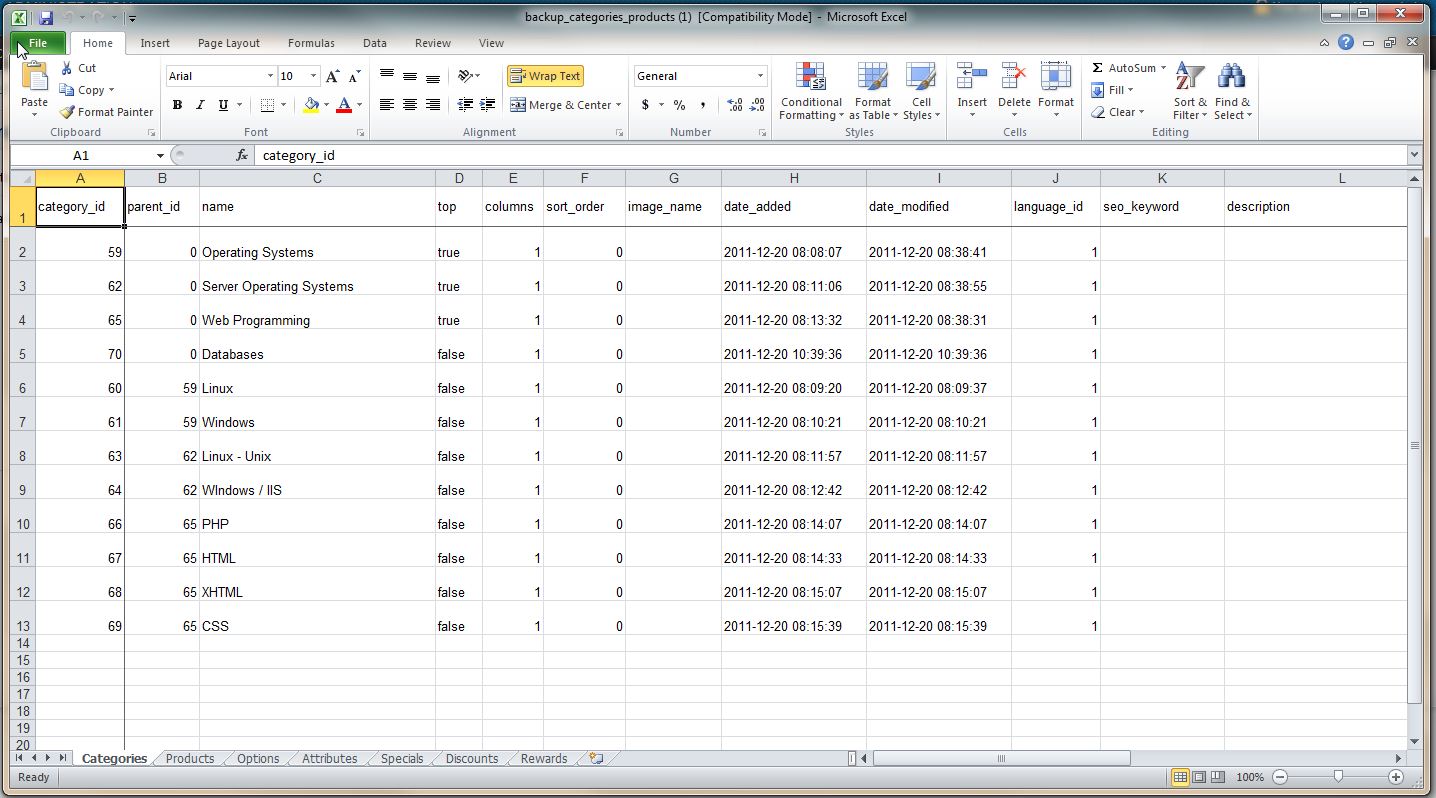 backup_categories_products (1) [Compatibility Mode] - Microsoft Excel
File Home Insert Page Layout Formulas Data Review View
Paste Cut Copy Format Painter Clipboard
Arial 10 B I U A A A Font
Wrap Text Merge & Center Alignment
General $ % , .0 .00 .00 .0 Number
Conditional Formatting Format as Table Cell Styles Styles
Insert Delete Format Cells
Σ AutoSum Fill Clear Sort & Filter Find & Select Editing
A1 fx category_id
A B C D E F G H I J K L
1 category_id parent_id name top columns sort_order image_name date_added date_modified language_id seo_keyword description
2 59 0 Operating Systems true 1 0 2011-12-20 08:08:07 2011-12-20 08:38:41 1
3 62 0 Server Operating Systems true 1 0 2011-12-20 08:11:06 2011-12-20 08:38:55 1
4 65 0 Web Programming true 1 0 2011-12-20 08:13:32 2011-12-20 08:38:31 1
5 70 0 Databases false 1 0 2011-12-20 10:39:36 2011-12-20 10:39:36 1
6 60 59 Linux false 1 0 2011-12-20 08:09:20 2011-12-20 08:09:37 1
7 61 59 Windows false 1 0 2011-12-20 08:10:21 2011-12-20 08:10:21 1
8 63 62 Linux - Unix false 1 0 2011-12-20 08:11:57 2011-12-20 08:11:57 1
9 64 62 WIndows / IIS false 1 0 2011-12-20 08:12:42 2011-12-20 08:12:42 1
10 66 65 PHP false 1 0 2011-12-20 08:14:07 2011-12-20 08:14:07 1
11 67 65 HTML false 1 0 2011-12-20 08:14:33 2011-12-20 08:14:33 1
12 68 65 XHTML false 1 0 2011-12-20 08:15:07 2011-12-20 08:15:07 1
13 69 65 CSS false 1 0 2011-12-20 08:15:39 2011-12-20 08:15:39 1
14
15
16
17
18
19
20
Categories Products Options Attributes Specials Discounts Rewards
Ready 100%